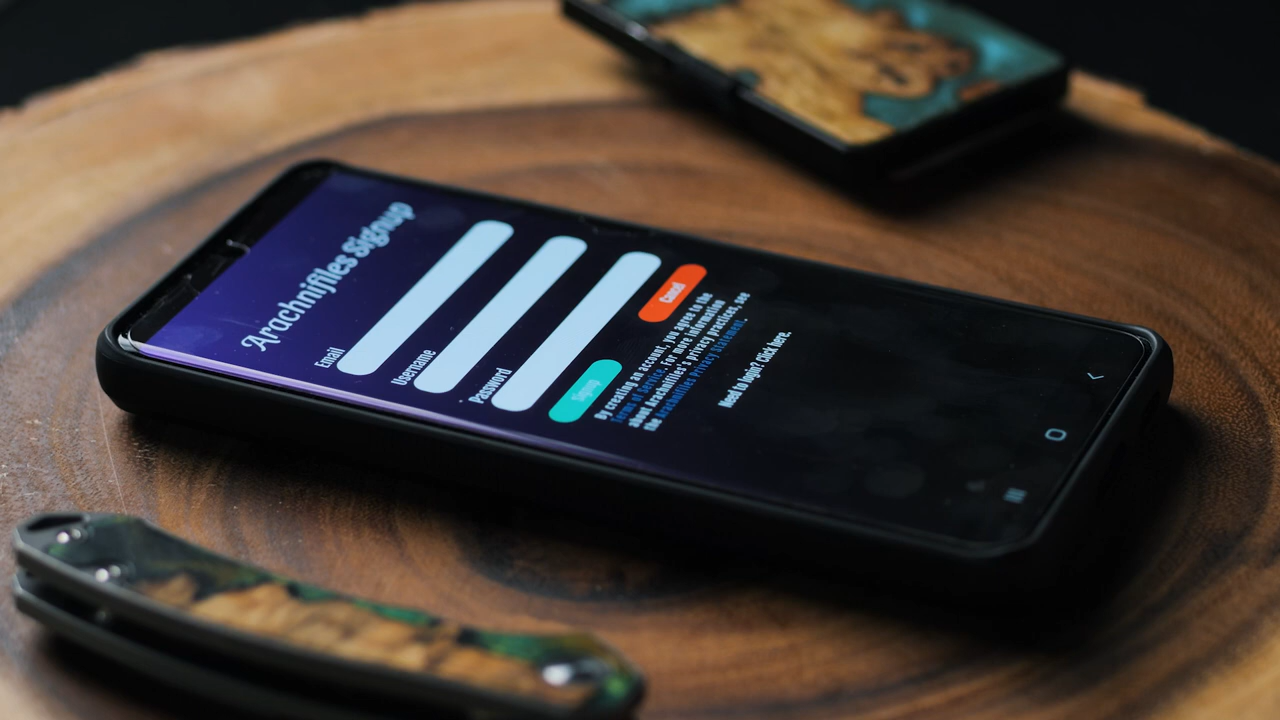 Arachnifiles Signup
Email
Username
Password
Signup
Cancel
By creating an account, you agree to the
Terms of Service. For more information
about Arachnifiles's privacy practices, see
the Arachnifiles Privacy Statement.
Need to login? Click here.